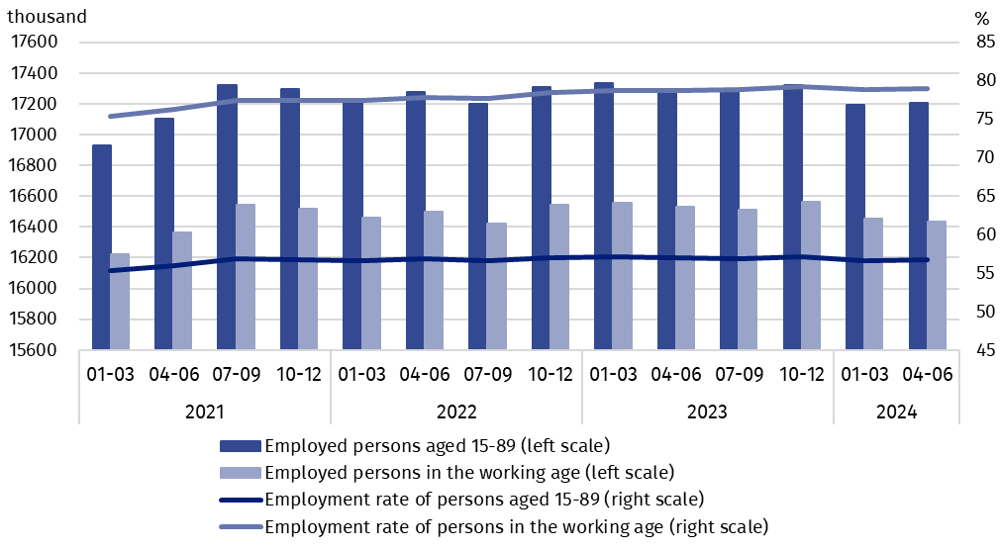 thousand %
17600 85
17400 80
17200 75
17000 70
16800 65
16600 60
16400 55
16200 50
16000 45
15800
15600
01-03 04-06 07-09 10-12 01-03 04-06 07-09 10-12 01-03 04-06 07-09 10-12 01-03 04-06
2021 2022 2023 2024
Employed persons aged 15-89 (left scale)
Employed persons in the working age (left scale)
Employment rate of persons aged 15-89 (right scale)
Employment rate of persons in the working age (right scale)